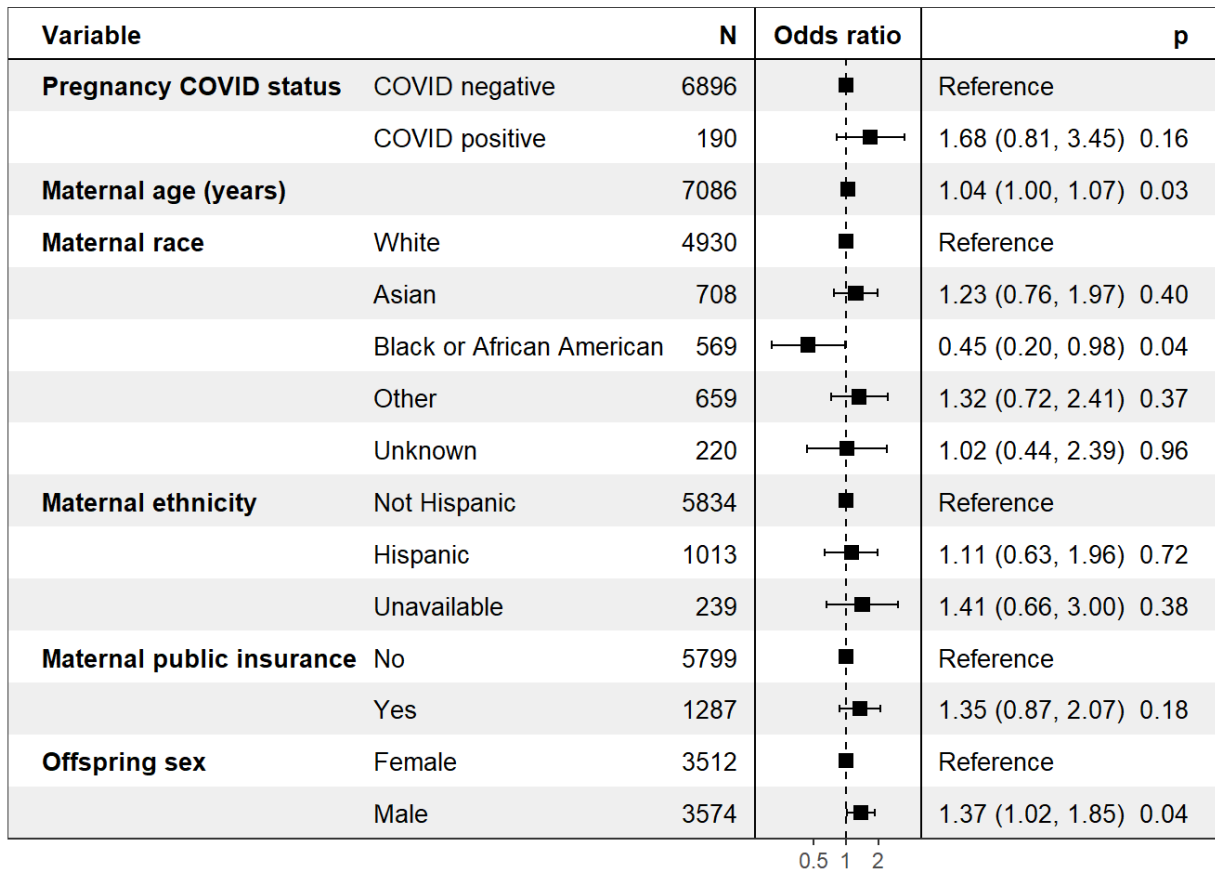 Variable N Odds ratio p
Pregnancy COVID status COVID negative 6896 Reference
COVID positive 190 1.68 (0.81, 3.45) 0.16
Maternal age (years) 7086 1.04 (1.00, 1.07) 0.03
Maternal race White 4930 Reference
Asian 708 1.23 (0.76, 1.97) 0.40
Black or African American 569 0.45 (0.20, 0.98) 0.04
Other 659 1.32 (0.72, 2.41) 0.37
Unknown 220 1.02 (0.44, 2.39) 0.96
Maternal ethnicity Not Hispanic 5834 Reference
Hispanic 1013 1.11 (0.63, 1.96) 0.72
Unavailable 239 1.41 (0.66, 3.00) 0.38
Maternal public insurance No 5799 Reference
Yes 1287 1.35 (0.87, 2.07) 0.18
Offspring sex Female 3512 Reference
Male 3574 1.37 (1.02, 1.85) 0.04
0.5 1 2